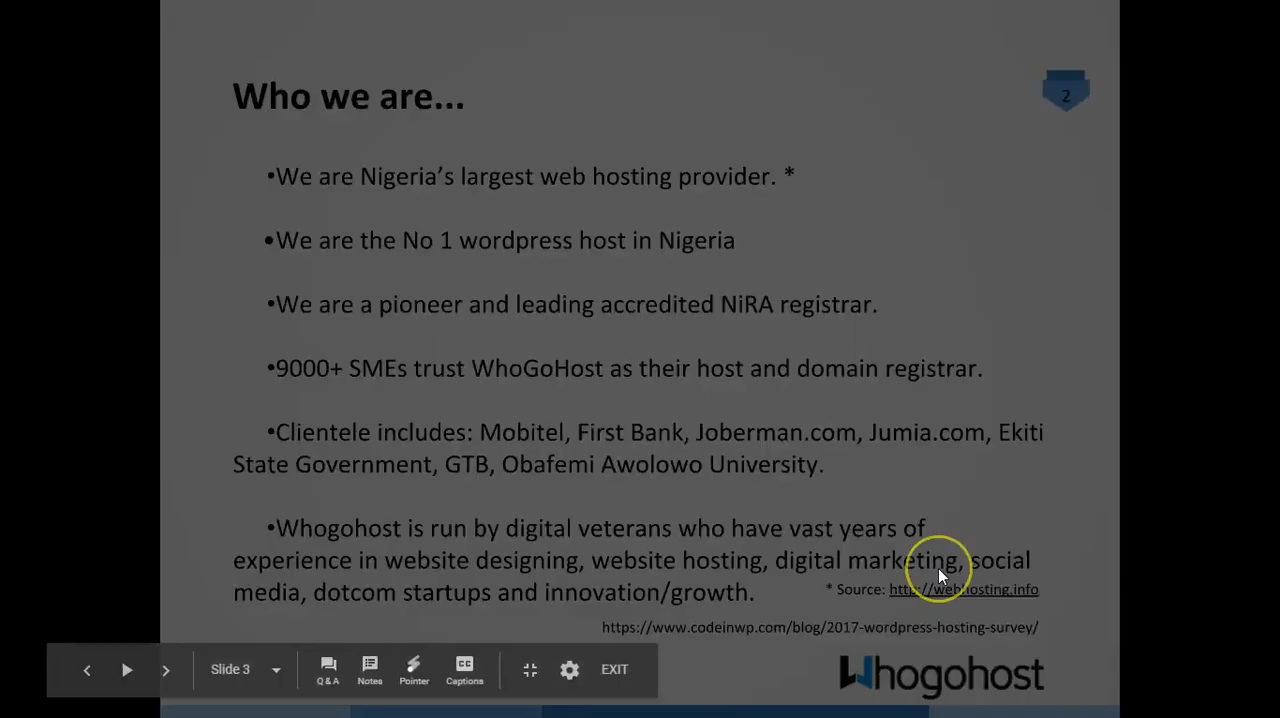 Who we are...
2
•We are Nigeria's largest web hosting provider. *
•We are the No 1 wordpress host in Nigeria
•We are a pioneer and leading accredited NiRA registrar.
•9000+ SMEs trust WhoGoHost as their host and domain registrar.
•Clientele includes: Mobitel, First Bank, Joberman.com, Jumia.com, Ekiti
State Government, GTB, Obafemi Awolowo University.
•Whogohost is run by digital veterans who have vast years of
experience in website designing, website hosting, digital marketing, social
media, dotcom startups and innovation/growth.
* Source: http://webhosting.info
https://www.codeinwp.com/blog/2017-wordpress-hosting-survey/
Slide 3 Q&A Notes Pointer CC Captions EXIT
Whogohost